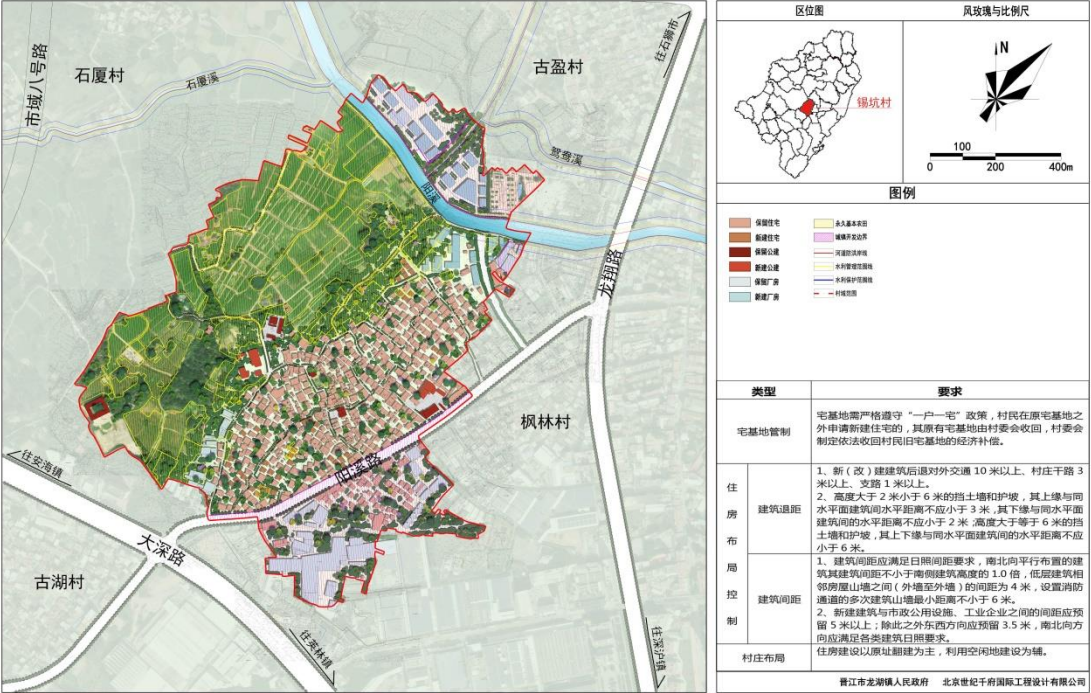 石厦村
市域八号路
石厦溪
古盈村
往石狮市
鸳鸯溪
阳溪
龙翔路
枫林村
阳溪路
往安海镇
大深路
古湖村
往英林镇
往深沪镇
区位图
风玫瑰与比例尺
锡坑村
N
100
0 200 400m
图例
保留住宅
新建住宅
保留公建
新建公建
保留厂房
新建厂房
永久基本农田
城镇开发边界
河道防洪岸线
水利管理范围线
水利保护范围线
村域范围
类型 要求
宅基地管制
宅基地需严格遵守“一户一宅”政策，村民在原宅基地之
外申请新建住宅的，其原有宅基地由村委会收回，村委会
制定依法收回村民旧宅基地的经济补偿。
住房布局控制
建筑退距
1、新（改）建建筑后退对外交通 10 米以上、村庄干路 3
米以上、支路 1 米以上。
2、高度大于 2 米小于 6 米的挡土墙和护坡，其上缘与同
水平面建筑间水平距离不应小于 3 米，其下缘与同水平面
建筑间的水平距离不应小于 2 米；高度大于等于 6 米的挡
土墙和护坡，其上下缘与同水平面建筑间的水平距离不应
小于 6 米。
建筑间距
1、建筑间距应满足日照间距要求，南北向平行布置的建
筑其建筑间距不小于南侧建筑高度的 1.0 倍，低层建筑相
邻房屋山墙之间（外墙至外墙）的间距为 4 米，设置消防
通道的多次建筑山墙最小距离不小于 6 米。
2、新建建筑与市政公用设施、工业企业之间的间距应预
留 5 米以上；除此之外东西方向应预留 3.5 米，南北向方
向应满足各类建筑日照要求。
村庄布局
住房建设以原址翻建为主，利用空闲地建设为辅。
晋江市龙湖镇人民政府 北京世纪千府国际工程设计有限公司